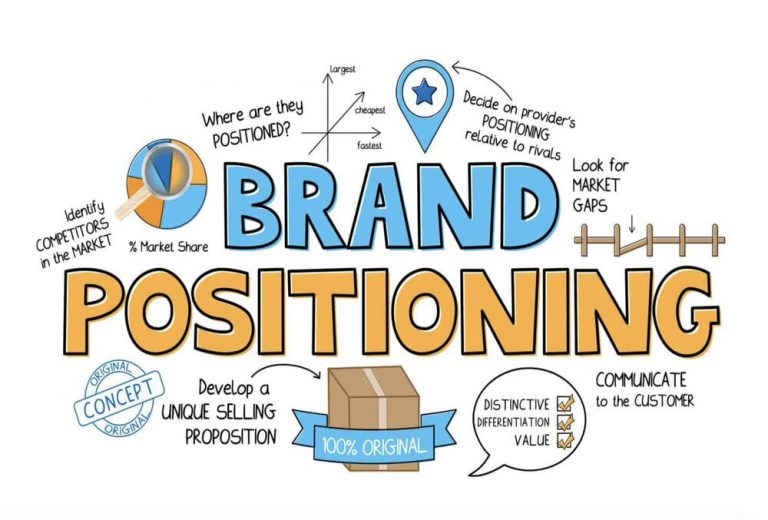 largest
cheapest
fastest
Where are they
POSITIONED?
Decide on provider's
POSITIONING
relative to rivals
Look for
MARKET
GAPS
Identify
COMPETITORS
in the MARKET
% Market Share
BRAND
POSITIONING
ORIGINAL
CONCEPT
ORIGINAL
Develop a
UNIQUE SELLING
PROPOSITION
100% ORIGINAL
DISTINCTIVE
DIFFERENTIATION
VALUE
COMMUNICATE
to the CUSTOMER